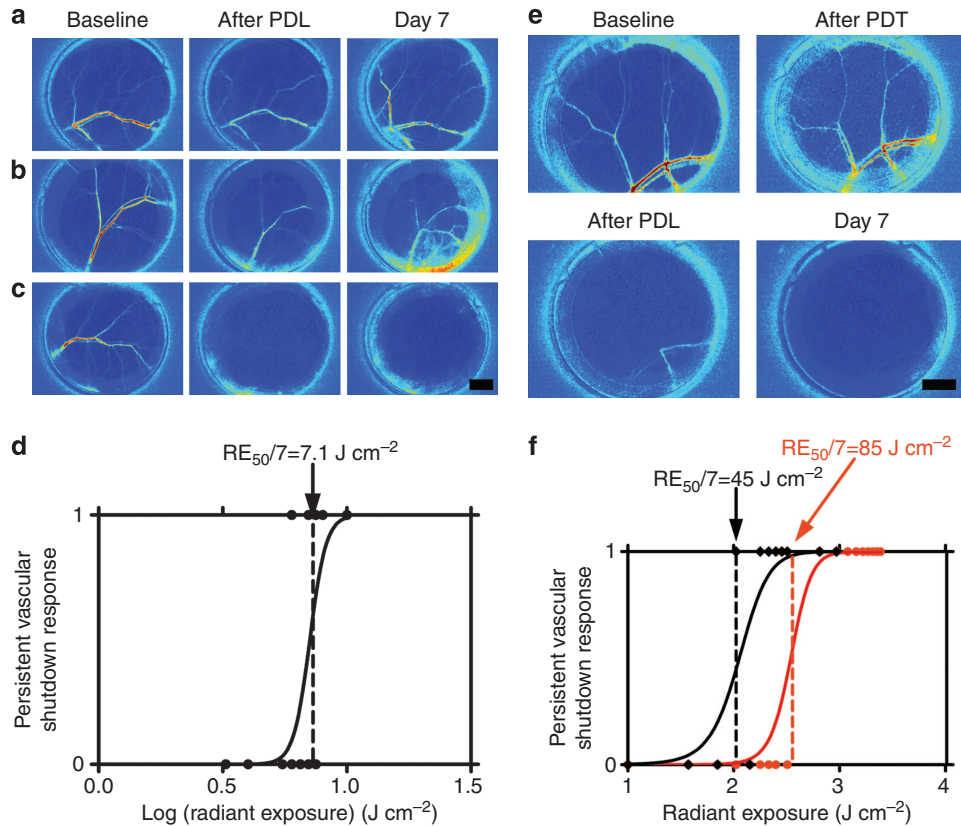 a
Baseline
After PDL
Day 7
b
c
e
Baseline
After PDT
After PDL
Day 7
d
RE50/7=7.1 J cm−2
1
0
Persistent vascular
shutdown response
0.0
0.5
1.0
1.5
Log (radiant exposure) (J cm−2)
f
RE50/7=85 J cm−2
RE50/7=45 J cm−2
1
0
Persistent vascular
shutdown response
1
2
3
4
Radiant exposure (J cm−2)